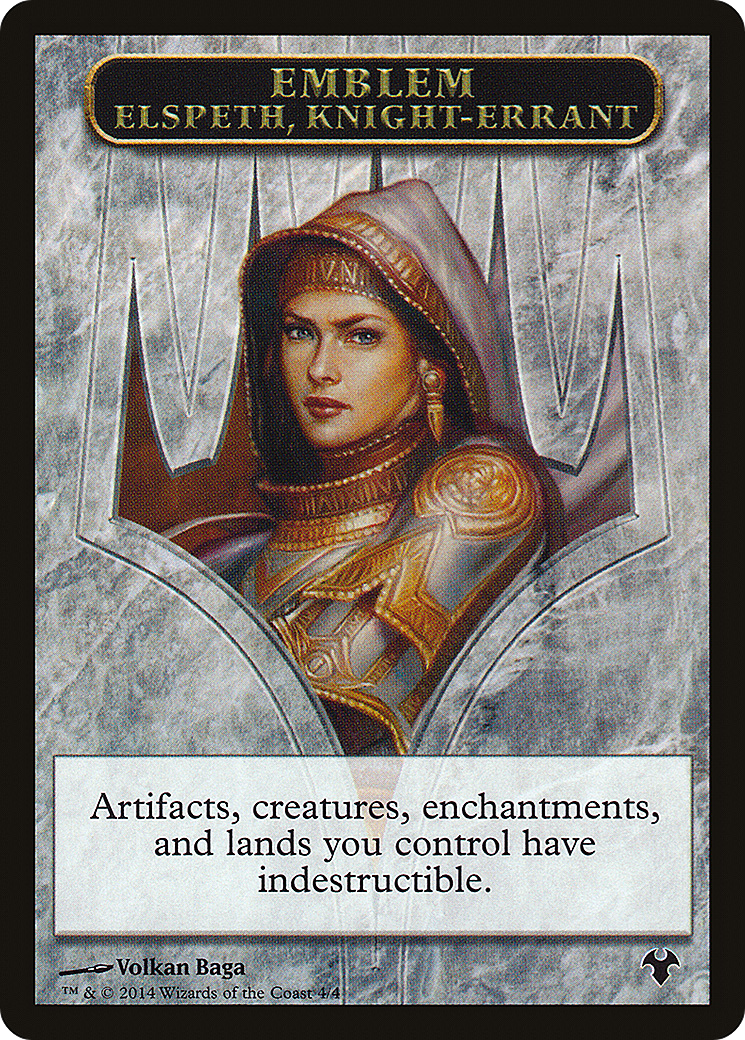 EMBLEM
ELSPETH, KNIGHT-ERRANT
Artifacts, creatures, enchantments,
and lands you control have
indestructible.
Volkan Baga
™ & © 2014 Wizards of the Coast 4/4